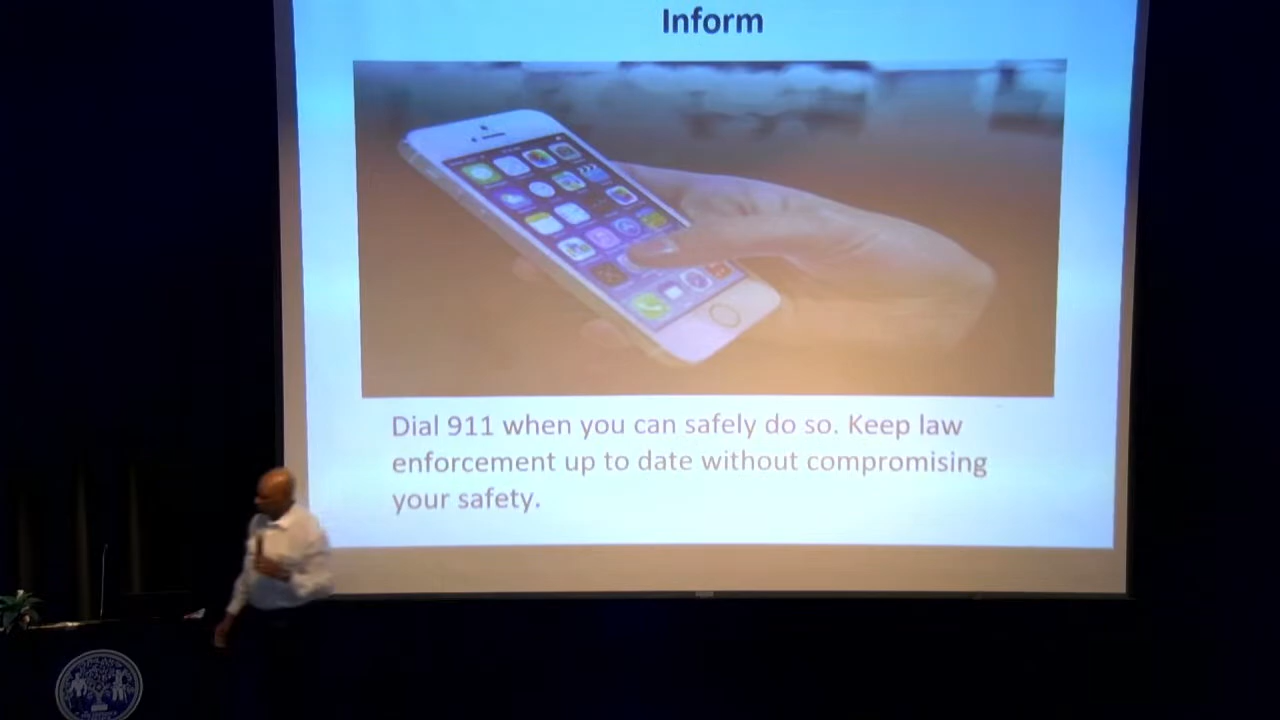 Inform
Dial 911 when you can safely do so. Keep law
enforcement up to date without compromising
your safety.